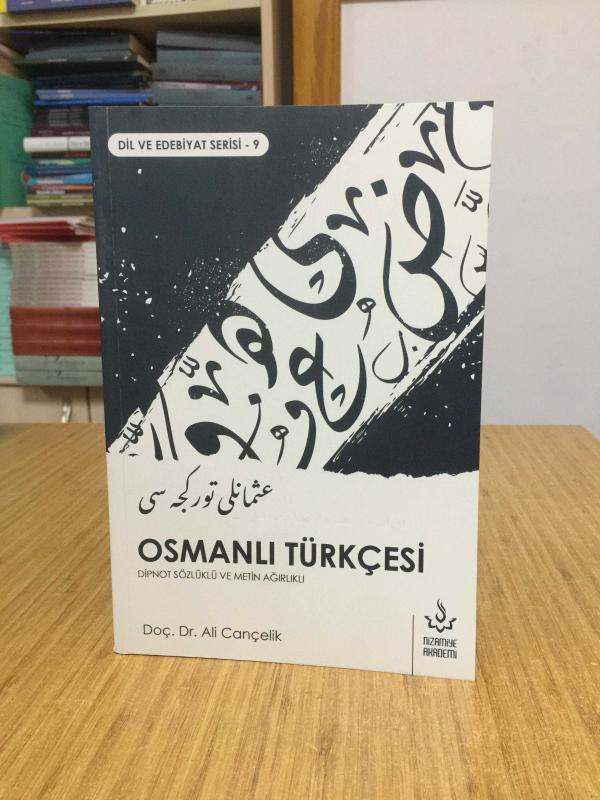 DİL VE EDEBİYAT SERİSİ - 9
عثمانلی تورکجه سی
OSMANLI TÜRKÇESİ
DİPNOT SÖZLÜKLÜ VE METİN AĞIRLIKLI
Doç. Dr. Ali Cançelik
NİZAMİYE
AKADEMİ